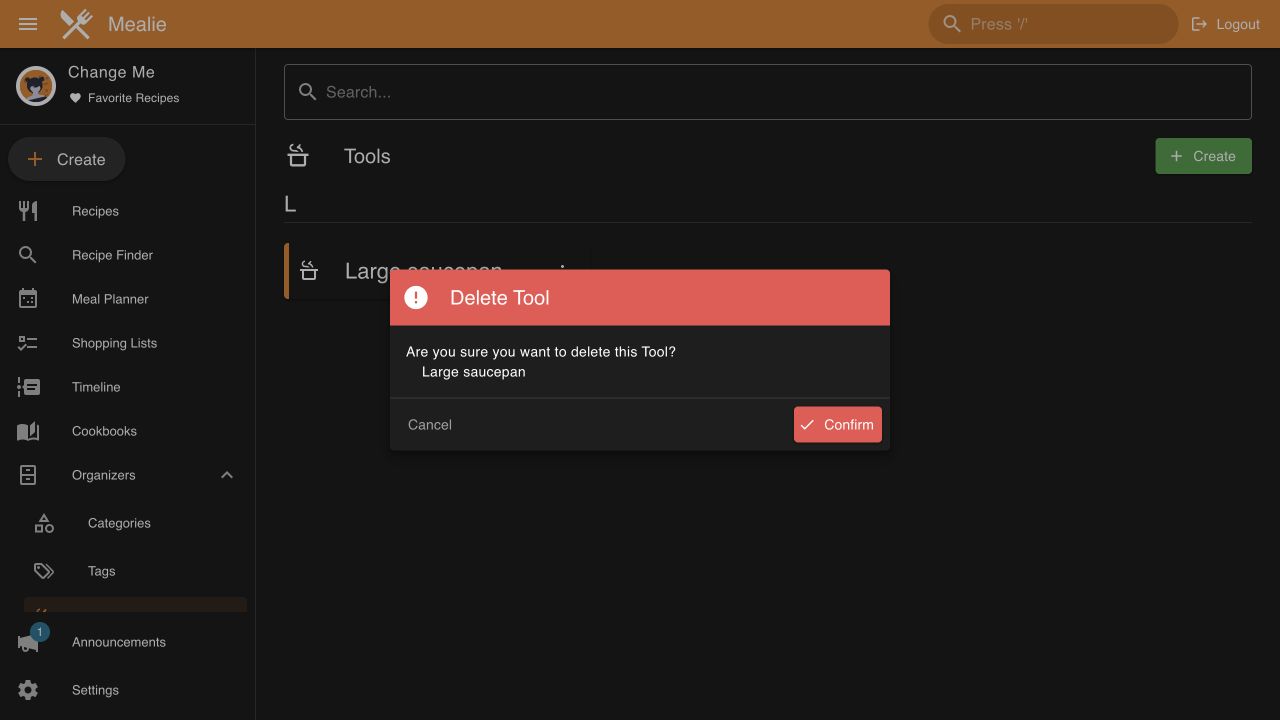 Mealie
Press '/'
Logout
Change Me
Favorite Recipes
Search...
Create
Tools
Create
L
Recipes
Recipe Finder
Large saucepan
Meal Planner
Delete Tool
Shopping Lists
Are you sure you want to delete this Tool?
Large saucepan
Timeline
Cookbooks
Cancel
Confirm
Organizers
Categories
Tags
1
Announcements
Settings